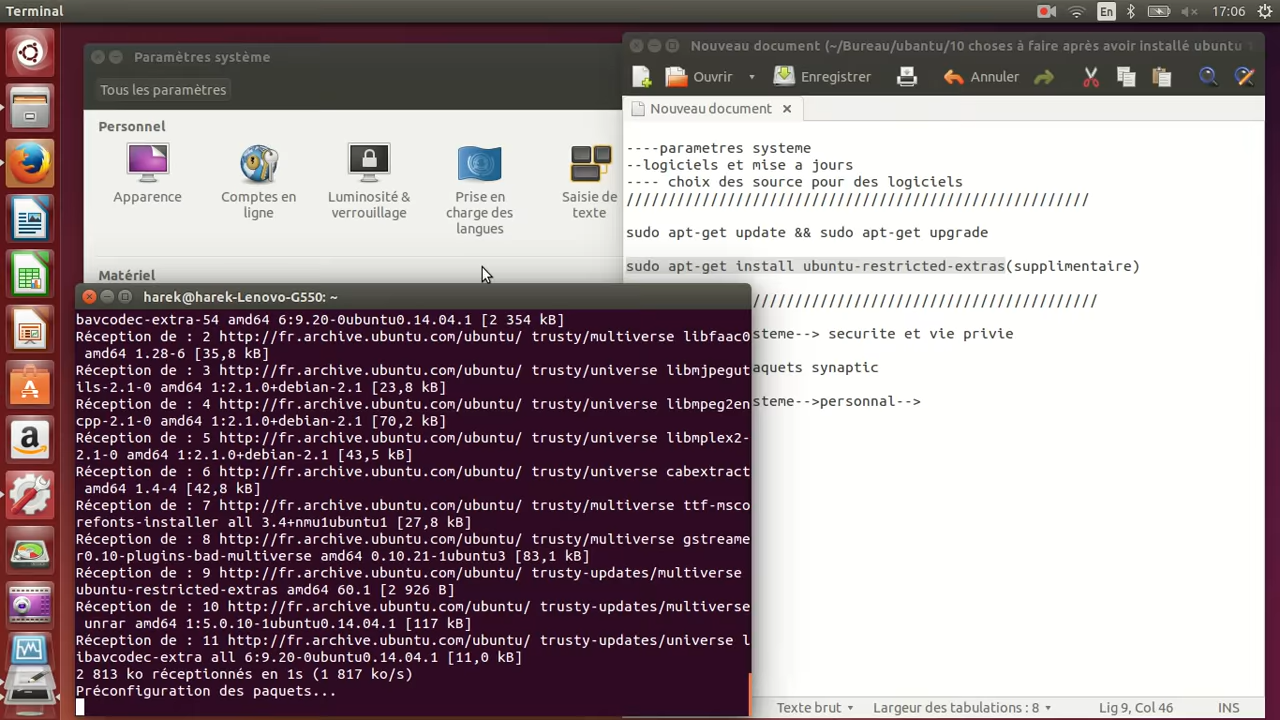 Terminal
En
17:06
Paramètres système
Tous les paramètres
Personnel
Apparence
Comptes en ligne
Luminosité & verrouillage
Prise en charge des langues
Saisie de texte
Matériel
Nouveau document (~/Bureau/ubantu/10 choses à faire après avoir installé ubuntu
Ouvrir
Enregistrer
Annuler
Nouveau document
----parametres systeme
--logiciels et mise a jours
---- choix des source pour des logiciels
///////////////////////////////////////////////////////
sudo apt-get update && sudo apt-get upgrade
sudo apt-get install ubuntu-restricted-extras(supplimentaire)
/////////////////////////////////////////
steme--> securite et vie privie
aquets synaptic
steme-->personnal-->
harek@harek-Lenovo-G550: ~
bavcodec-extra-54 amd64 6:9.20-0ubuntu0.14.04.1 [2 354 kB]
Réception de : 2 http://fr.archive.ubuntu.com/ubuntu/ trusty/multiverse libfaac0
 amd64 1.28-6 [35,8 kB]
Réception de : 3 http://fr.archive.ubuntu.com/ubuntu/ trusty/universe libmjpegut
ils-2.1-0 amd64 1:2.1.0+debian-2.1 [23,8 kB]
Réception de : 4 http://fr.archive.ubuntu.com/ubuntu/ trusty/universe libmpeg2en
cpp-2.1-0 amd64 1:2.1.0+debian-2.1 [70,2 kB]
Réception de : 5 http://fr.archive.ubuntu.com/ubuntu/ trusty/universe libmplex2-
2.1-0 amd64 1:2.1.0+debian-2.1 [43,5 kB]
Réception de : 6 http://fr.archive.ubuntu.com/ubuntu/ trusty/universe cabextract
 amd64 1.4-4 [42,8 kB]
Réception de : 7 http://fr.archive.ubuntu.com/ubuntu/ trusty/multiverse ttf-msco
refonts-installer all 3.4+nmu1ubuntu1 [27,8 kB]
Réception de : 8 http://fr.archive.ubuntu.com/ubuntu/ trusty/multiverse gstreame
r0.10-plugins-bad-multiverse amd64 0.10.21-1ubuntu3 [83,1 kB]
Réception de : 9 http://fr.archive.ubuntu.com/ubuntu/ trusty-updates/multiverse
ubuntu-restricted-extras amd64 60.1 [2 926 B]
Réception de : 10 http://fr.archive.ubuntu.com/ubuntu/ trusty-updates/multiverse
 unrar amd64 1:5.0.10-1ubuntu0.14.04.1 [117 kB]
Réception de : 11 http://fr.archive.ubuntu.com/ubuntu/ trusty-updates/universe l
ibavcodec-extra all 6:9.20-0ubuntu0.14.04.1 [11,0 kB]
2 813 ko réceptionnés en 1s (1 817 ko/s)
Préconfiguration des paquets...
Texte brut
Largeur des tabulations : 8
Lig 9, Col 46
INS